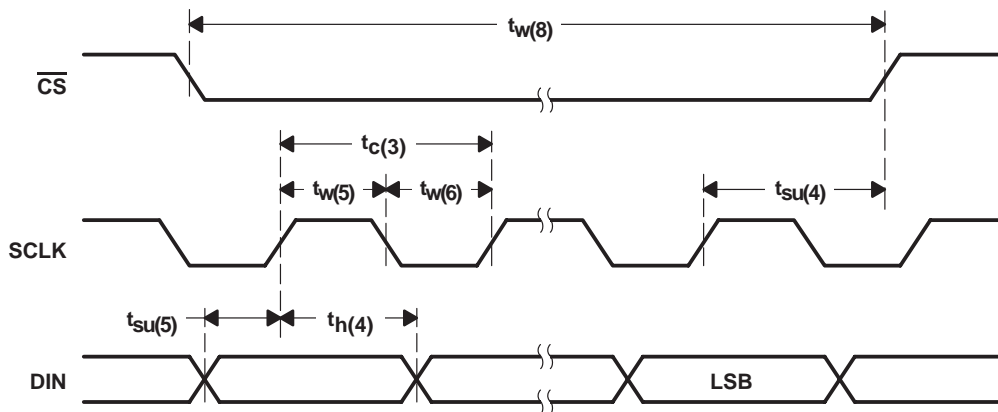 tw(8)
CS
tc(3)
tw(5) tw(6) tsu(4)
SCLK
tsu(5) th(4)
DIN LSB